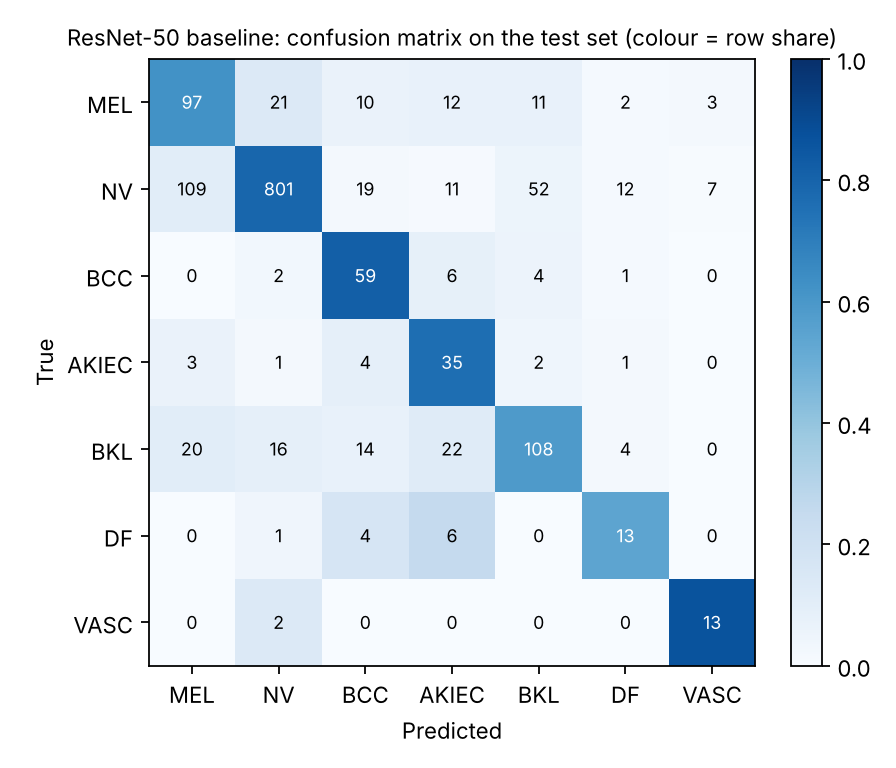 ResNet-50 baseline: confusion matrix on the test set (colour = row share)
True
MEL 97 21 10 12 11 2 3
NV 109 801 19 11 52 12 7
BCC 0 2 59 6 4 1 0
AKIEC 3 1 4 35 2 1 0
BKL 20 16 14 22 108 4 0
DF 0 1 4 6 0 13 0
VASC 0 2 0 0 0 0 13
MEL NV BCC AKIEC BKL DF VASC
Predicted
1.0
0.8
0.6
0.4
0.2
0.0